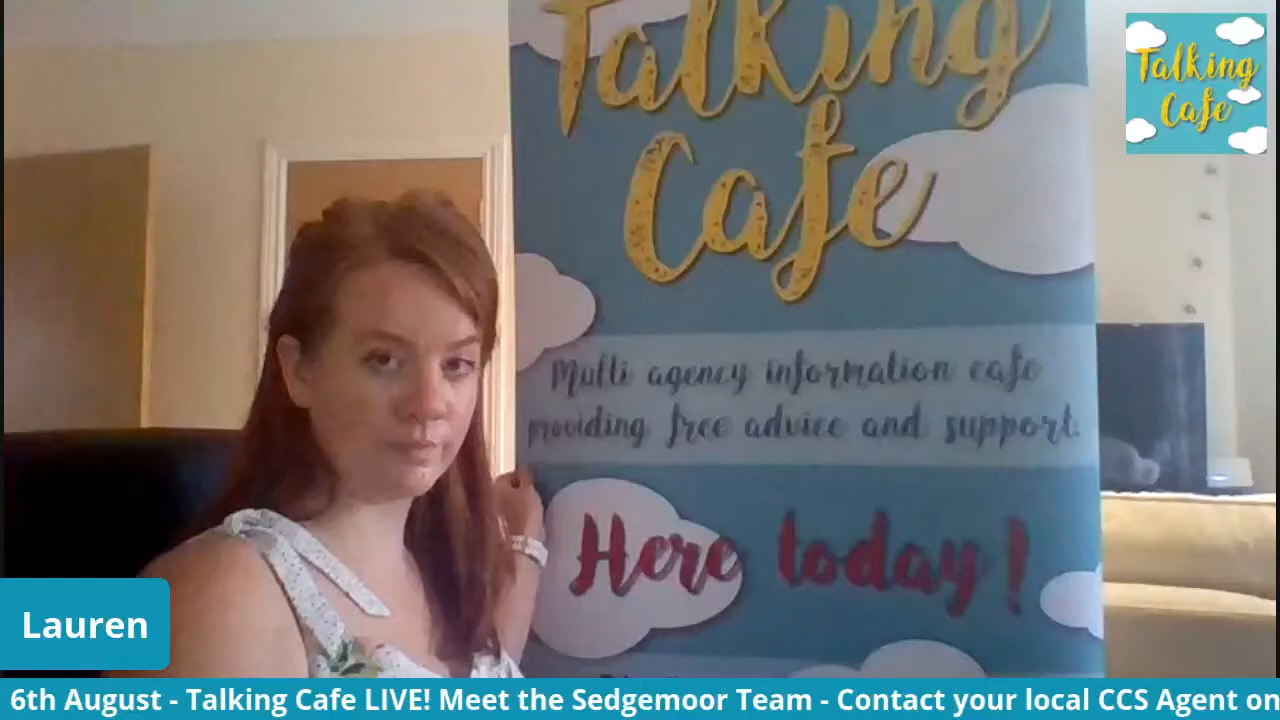 Talking
Cafe
Talking
Cafe
Multi agency information cafe
providing free advice and support.
Here today!
Lauren
6th August - Talking Cafe LIVE! Meet the Sedgemoor Team - Contact your local CCS Agent on